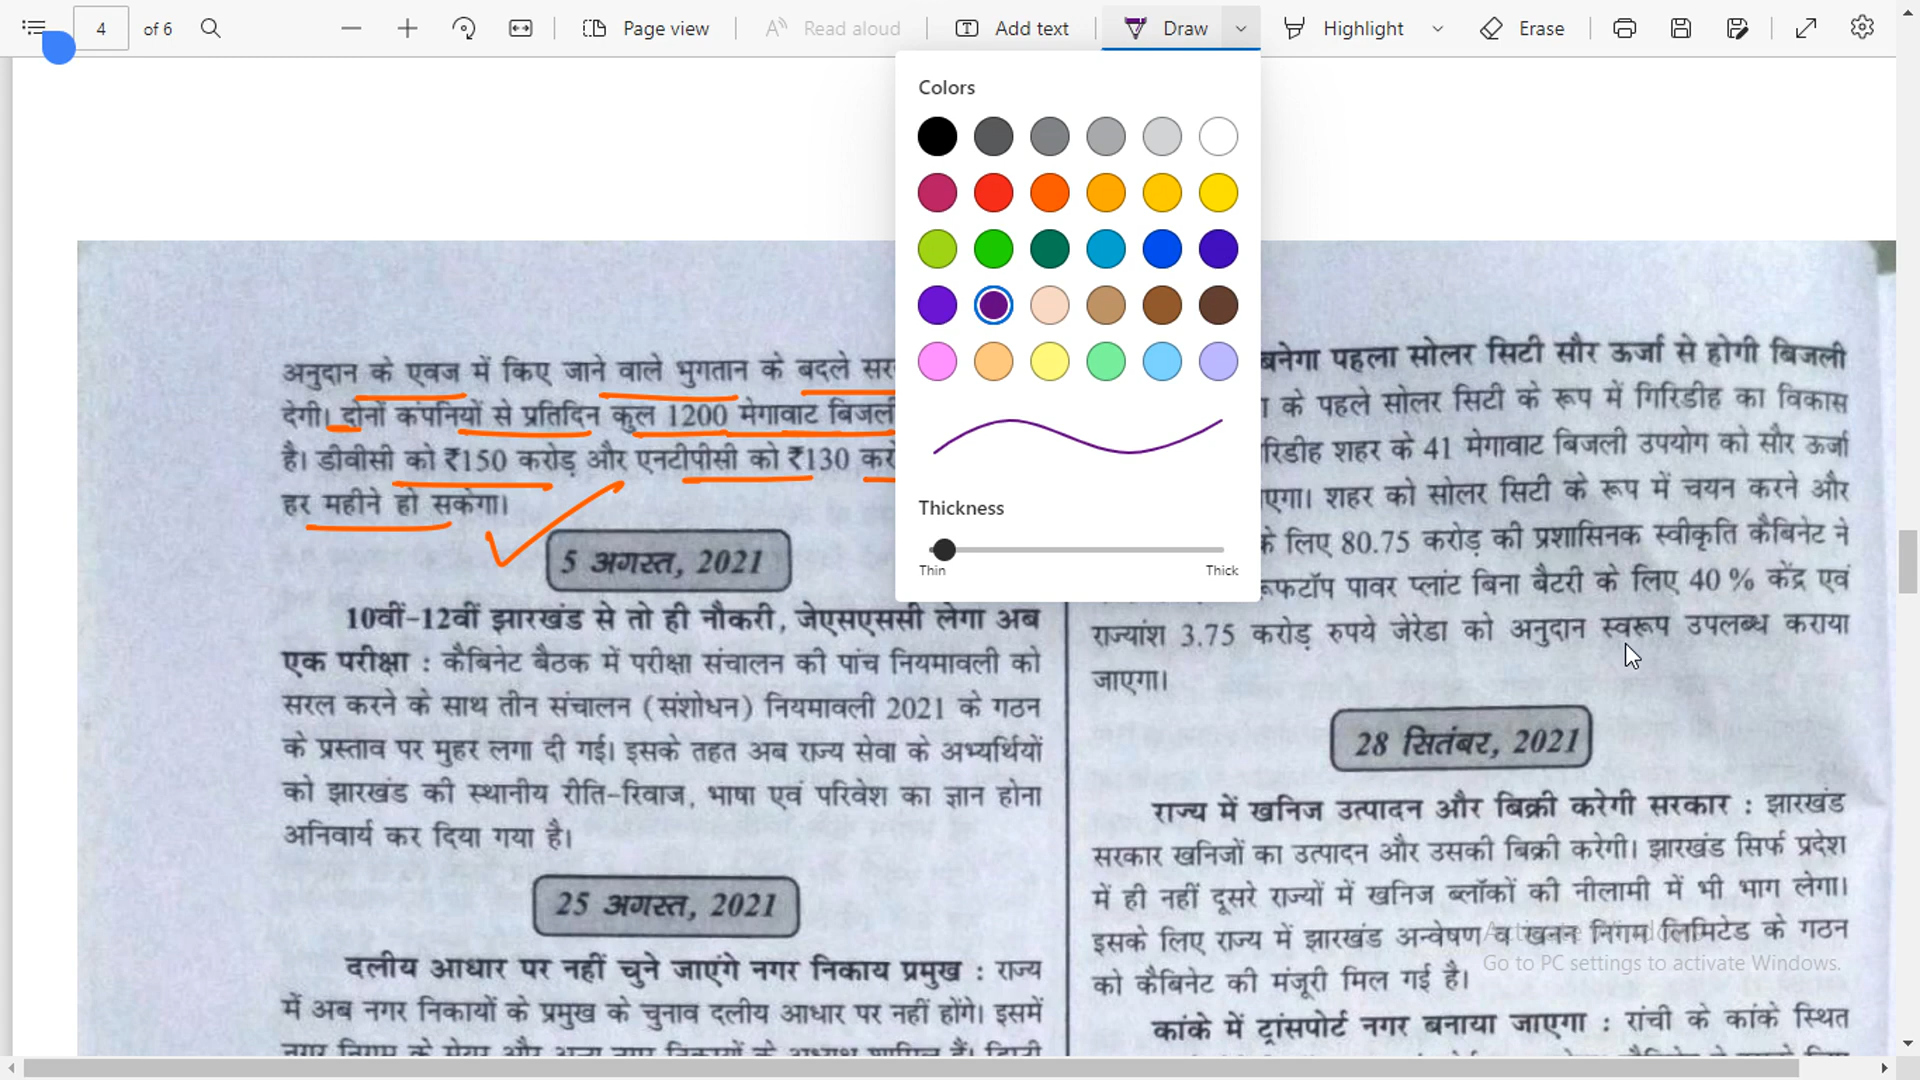 4
of 6
Page view
Read aloud
Add text
Draw
Highlight
Erase
Colors
Thickness
Thin
Thick
अनुदान के एवज में किए जाने वाले भुगतान के बदले सर
देगी। दोनों कंपनियों से प्रतिदिन कुल 1200 मेगावाट बिजली
है। डीवीसी को ₹150 करोड़ और एनटीपीसी को ₹130 कर
हर महीने हो सकेगा।
5 अगस्त, 2021
10वीं-12वीं झारखंड से तो ही नौकरी, जेएसएससी लेगा अब
एक परीक्षा : कैबिनेट बैठक में परीक्षा संचालन की पांच नियमावली को
सरल करने के साथ तीन संचालन (संशोधन) नियमावली 2021 के गठन
के प्रस्ताव पर मुहर लगा दी गई। इसके तहत अब राज्य सेवा के अभ्यर्थियों
को झारखंड की स्थानीय रीति-रिवाज, भाषा एवं परिवेश का ज्ञान होना
अनिवार्य कर दिया गया है।
25 अगस्त, 2021
दलीय आधार पर नहीं चुने जाएंगे नगर निकाय प्रमुख : राज्य
में अब नगर निकायों के प्रमुख के चुनाव दलीय आधार पर नहीं होंगे। इसमें
बनेगा पहला सोलर सिटी सौर ऊर्जा से होगी बिजली
के पहले सोलर सिटी के रूप में गिरिडीह का विकास
रिडीह शहर के 41 मेगावाट बिजली उपयोग को सौर ऊर्जा
एगा। शहर को सोलर सिटी के रूप में चयन करने और
के लिए 80.75 करोड़ की प्रशासिनक स्वीकृति कैबिनेट ने
रूफटॉप पावर प्लांट बिना बैटरी के लिए 40 % केंद्र एवं
राज्यांश 3.75 करोड़ रुपये जेरेडा को अनुदान स्वरूप उपलब्ध कराया
जाएगा।
28 सितंबर, 2021
राज्य में खनिज उत्पादन और बिक्री करेगी सरकार : झारखंड
सरकार खनिजों का उत्पादन और उसकी बिक्री करेगी। झारखंड सिर्फ प्रदेश
में ही नहीं दूसरे राज्यों में खनिज ब्लॉकों की नीलामी में भी भाग लेगा।
इसके लिए राज्य में झारखंड अन्वेषण व खनन निगम लिमिटेड के गठन
को कैबिनेट की मंजूरी मिल गई है।
कांके में ट्रांसपोर्ट नगर बनाया जाएगा : रांची के कांके स्थित
Activate Windows
Go to PC settings to activate Windows.